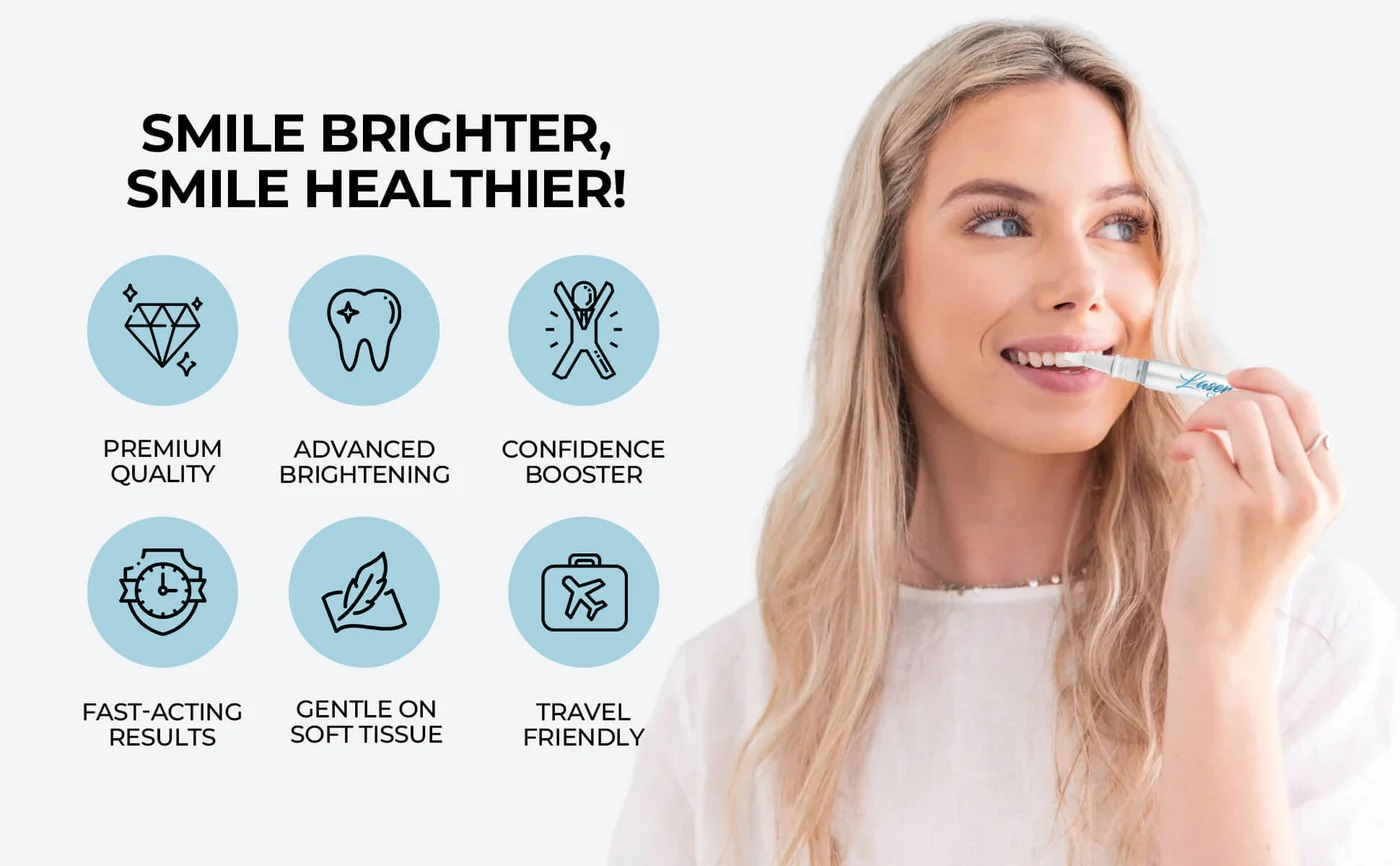 SMILE BRIGHTER,
SMILE HEALTHIER!
PREMIUM
QUALITY
ADVANCED
BRIGHTENING
CONFIDENCE
BOOSTER
FAST-ACTING
RESULTS
GENTLE ON
SOFT TISSUE
TRAVEL
FRIENDLY
Laser